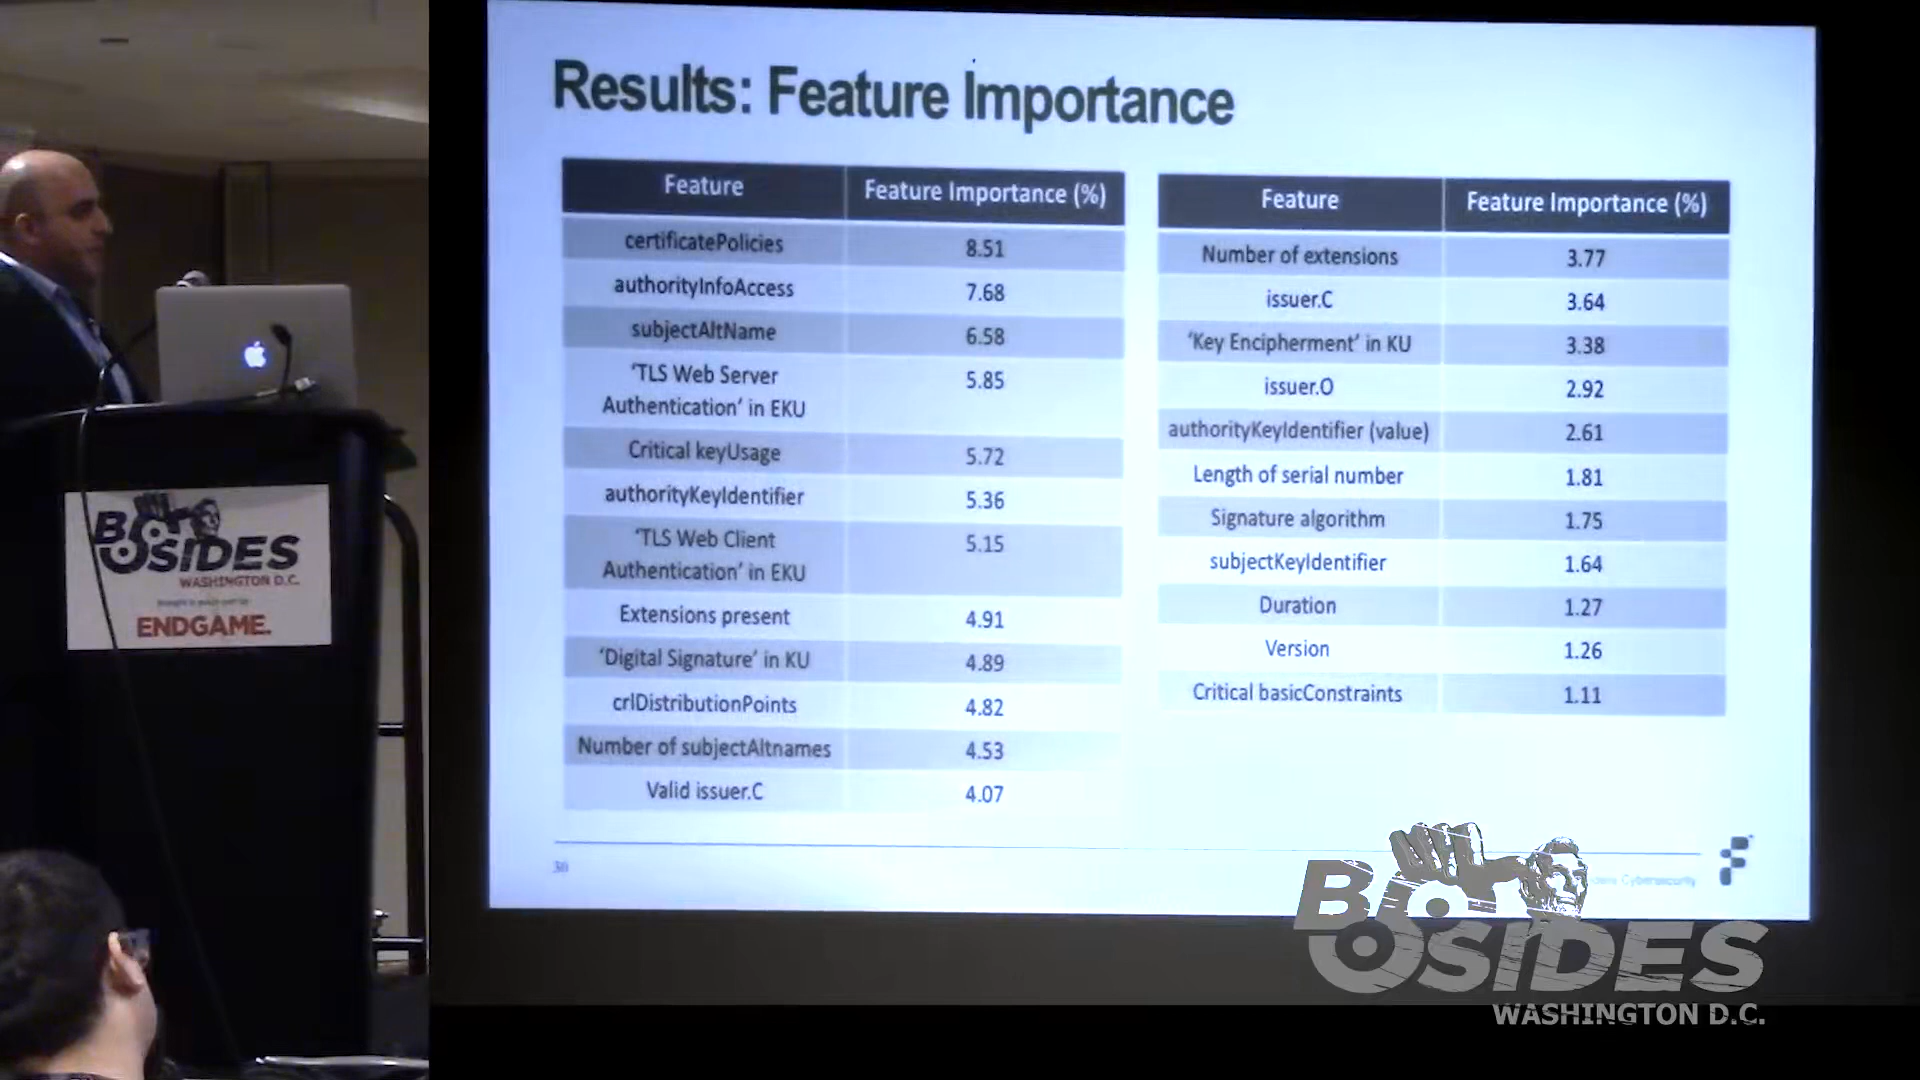 Results: Feature Importance
Feature Feature Importance (%)
certificatePolicies 8.51
authorityInfoAccess 7.68
subjectAltName 6.58
'TLS Web Server 5.85
Authentication' in EKU
Critical keyUsage 5.72
authorityKeyIdentifier 5.36
'TLS Web Client 5.15
Authentication' in EKU
Extensions present 4.91
'Digital Signature' in KU 4.89
crlDistributionPoints 4.82
Number of subjectAltnames 4.53
Valid issuer.C 4.07
Feature Feature Importance (%)
Number of extensions 3.77
issuer.C 3.64
'Key Encipherment' in KU 3.38
issuer.O 2.92
authorityKeyIdentifier (value) 2.61
Length of serial number 1.81
Signature algorithm 1.75
subjectKeyIdentifier 1.64
Duration 1.27
Version 1.26
Critical basicConstraints 1.11
30
Cybersecurity
BSIDES
WASHINGTON D.C.
ENDGAME.
BSIDES
WASHINGTON D.C.